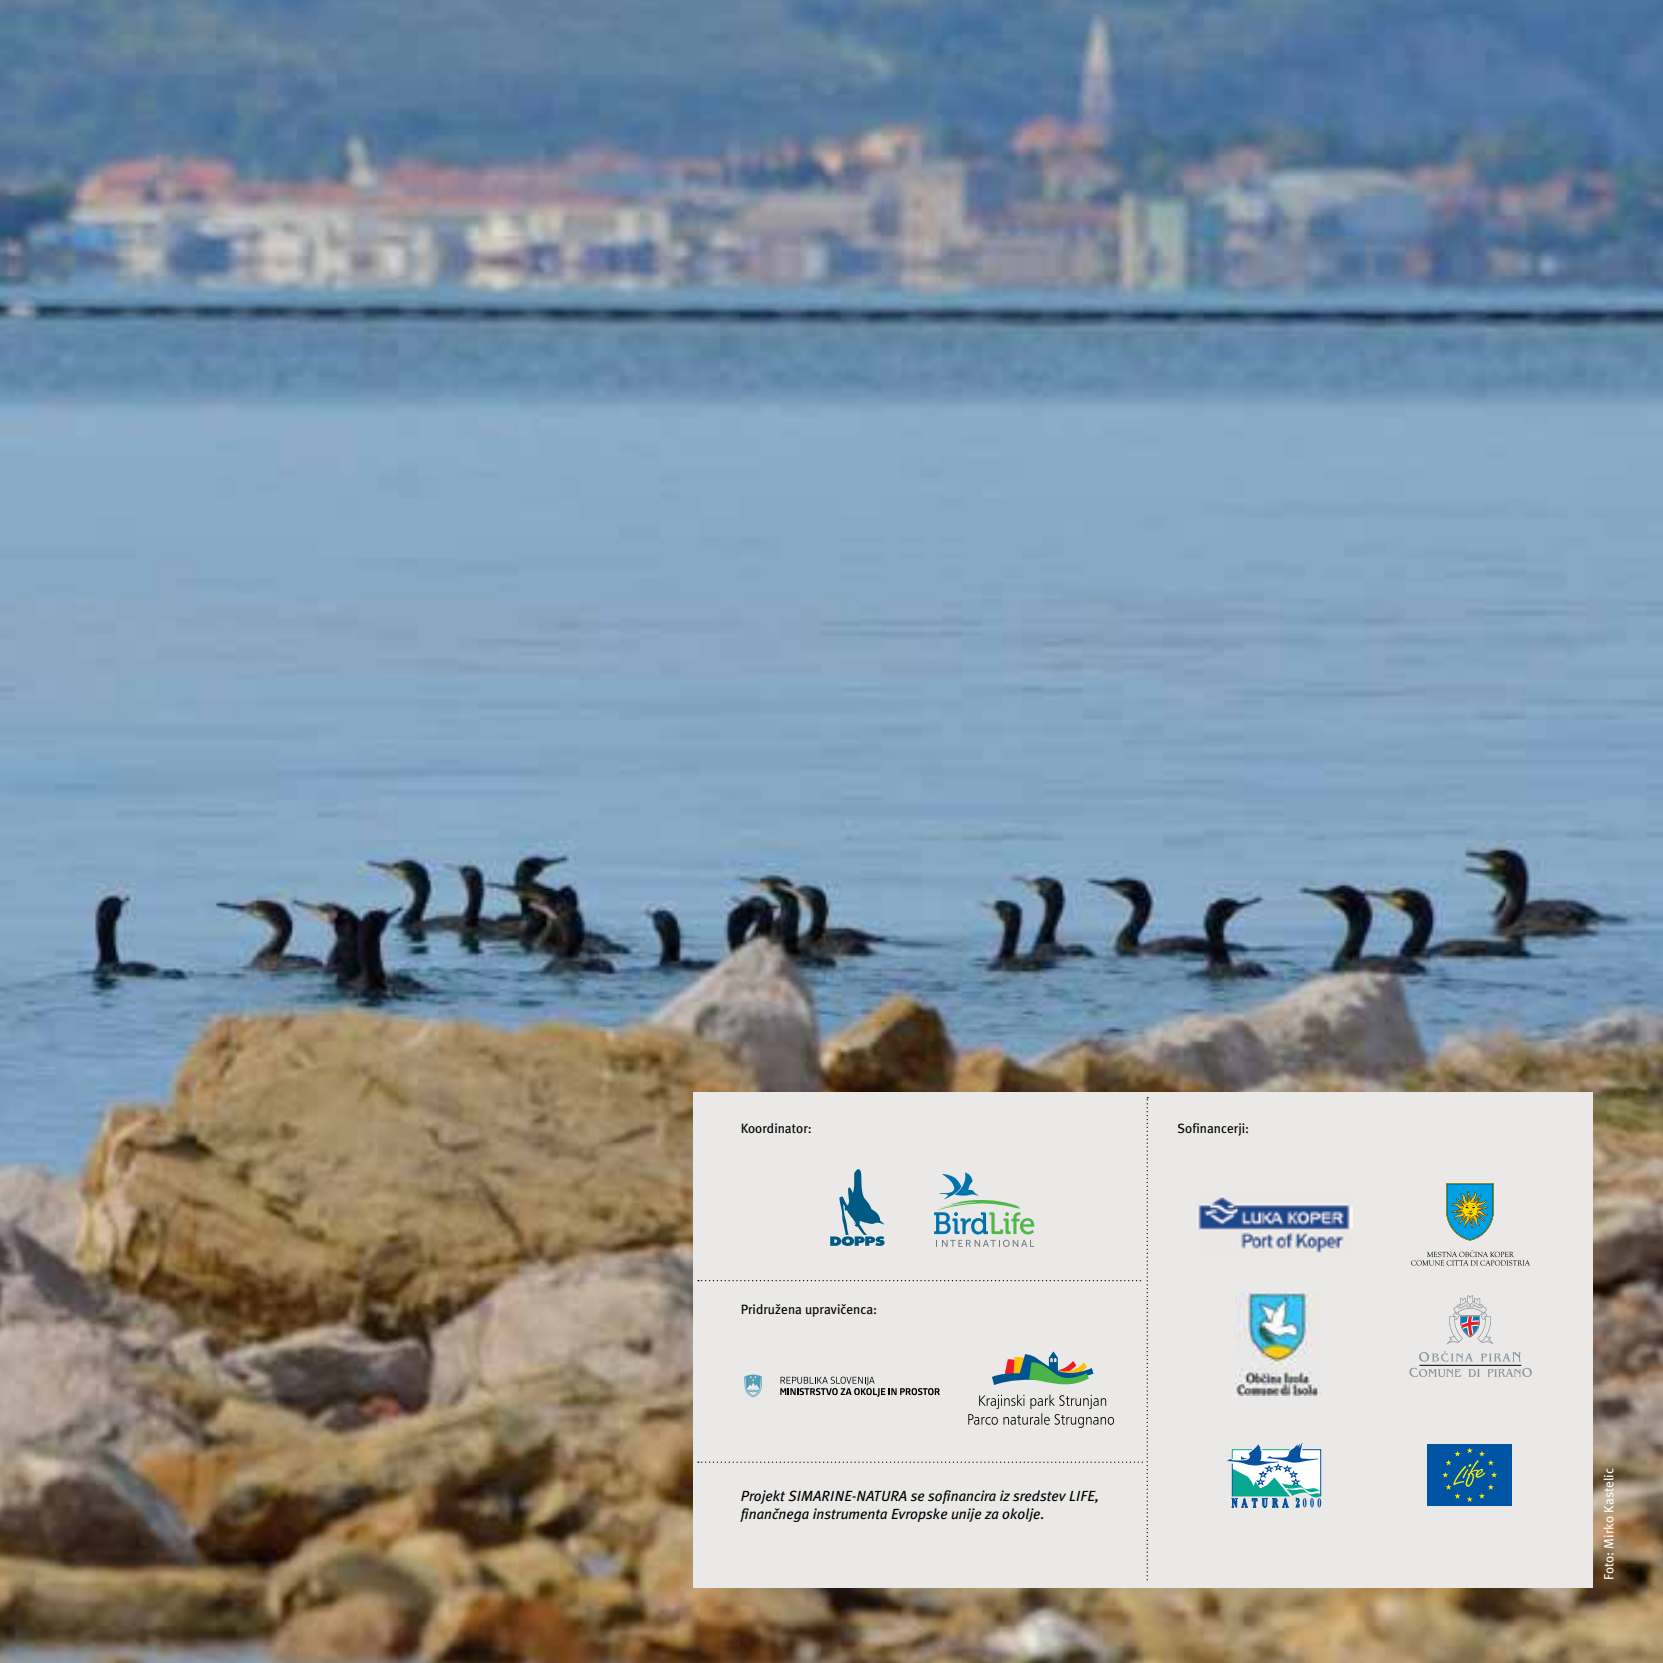 Koordinator:
DOPPS
BirdLife
INTERNATIONAL
Pridružena upravičenca:
REPUBLIKA SLOVENIJA
MINISTRSTVO ZA OKOLJE IN PROSTOR
Krajinski park Strunjan
Parco naturale Strugnano
Projekt SIMARINE-NATURA se sofinancira iz sredstev LIFE,
finančnega instrumenta Evropske unije za okolje.
Sofinancerji:
LUKA KOPER
Port of Koper
MESTNA OBČINA KOPER
COMUNE CITTA DI CAPODISTRIA
Občina Isola
Comune di Isola
OBČINA PIRAN
COMUNE DI PIRANO
NATURA 2000
Life
Foto: Mirko Kastelic